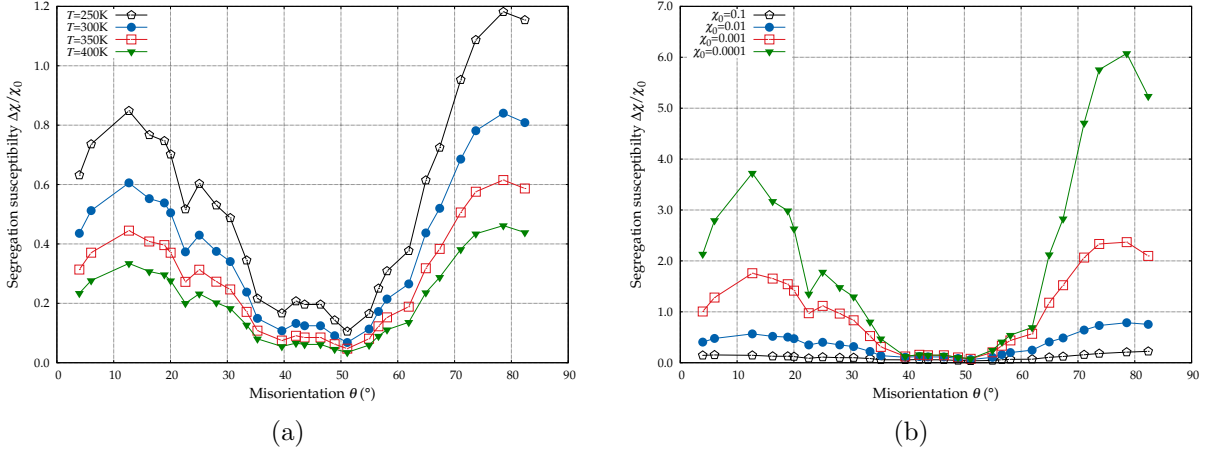 T=250K
T=300K
T=350K
T=400K
Segregation susceptibilty Δχ/χ0
1.2
1.0
0.8
0.6
0.4
0.2
0.0
0 10 20 30 40 50 60 70 80 90
Misorientation θ (°)
(a)
χ0=0.1
χ0=0.01
χ0=0.001
χ0=0.0001
Segregation susceptibilty Δχ/χ0
7.0
6.0
5.0
4.0
3.0
2.0
1.0
0.0
0 10 20 30 40 50 60 70 80 90
Misorientation θ (°)
(b)